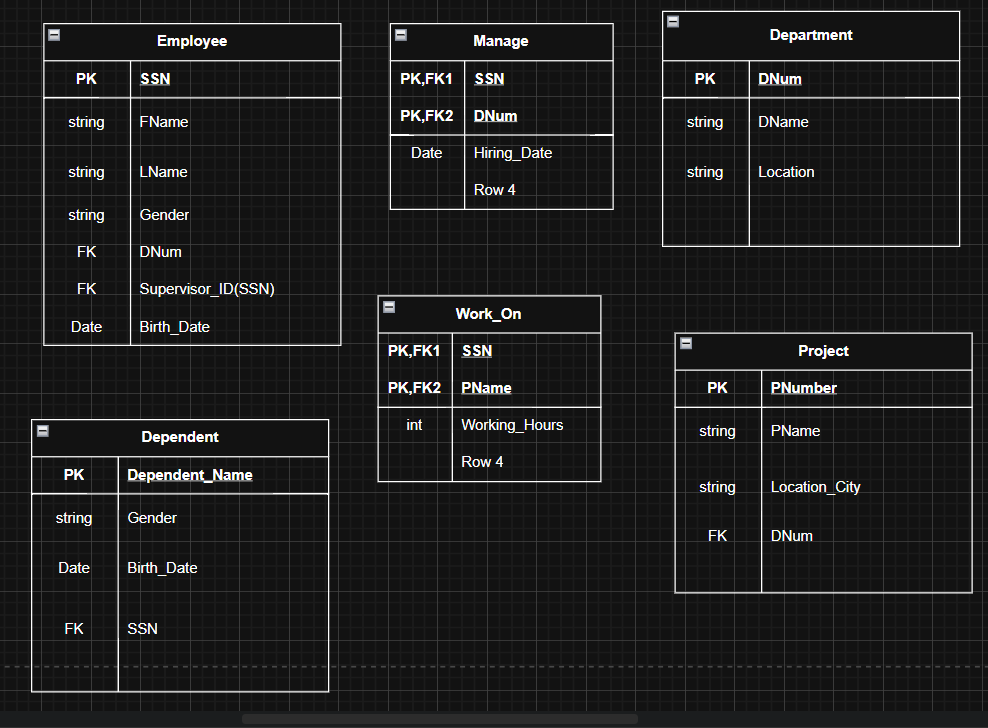 Employee
PK SSN
string FName
string LName
string Gender
FK DNum
FK Supervisor_ID(SSN)
Date Birth_Date
Manage
PK,FK1 SSN
PK,FK2 DNum
Date Hiring_Date
Row 4
Department
PK DNum
string DName
string Location
Work_On
PK,FK1 SSN
PK,FK2 PName
int Working_Hours
Row 4
Project
PK PNumber
string PName
string Location_City
FK DNum
Dependent
PK Dependent_Name
string Gender
Date Birth_Date
FK SSN